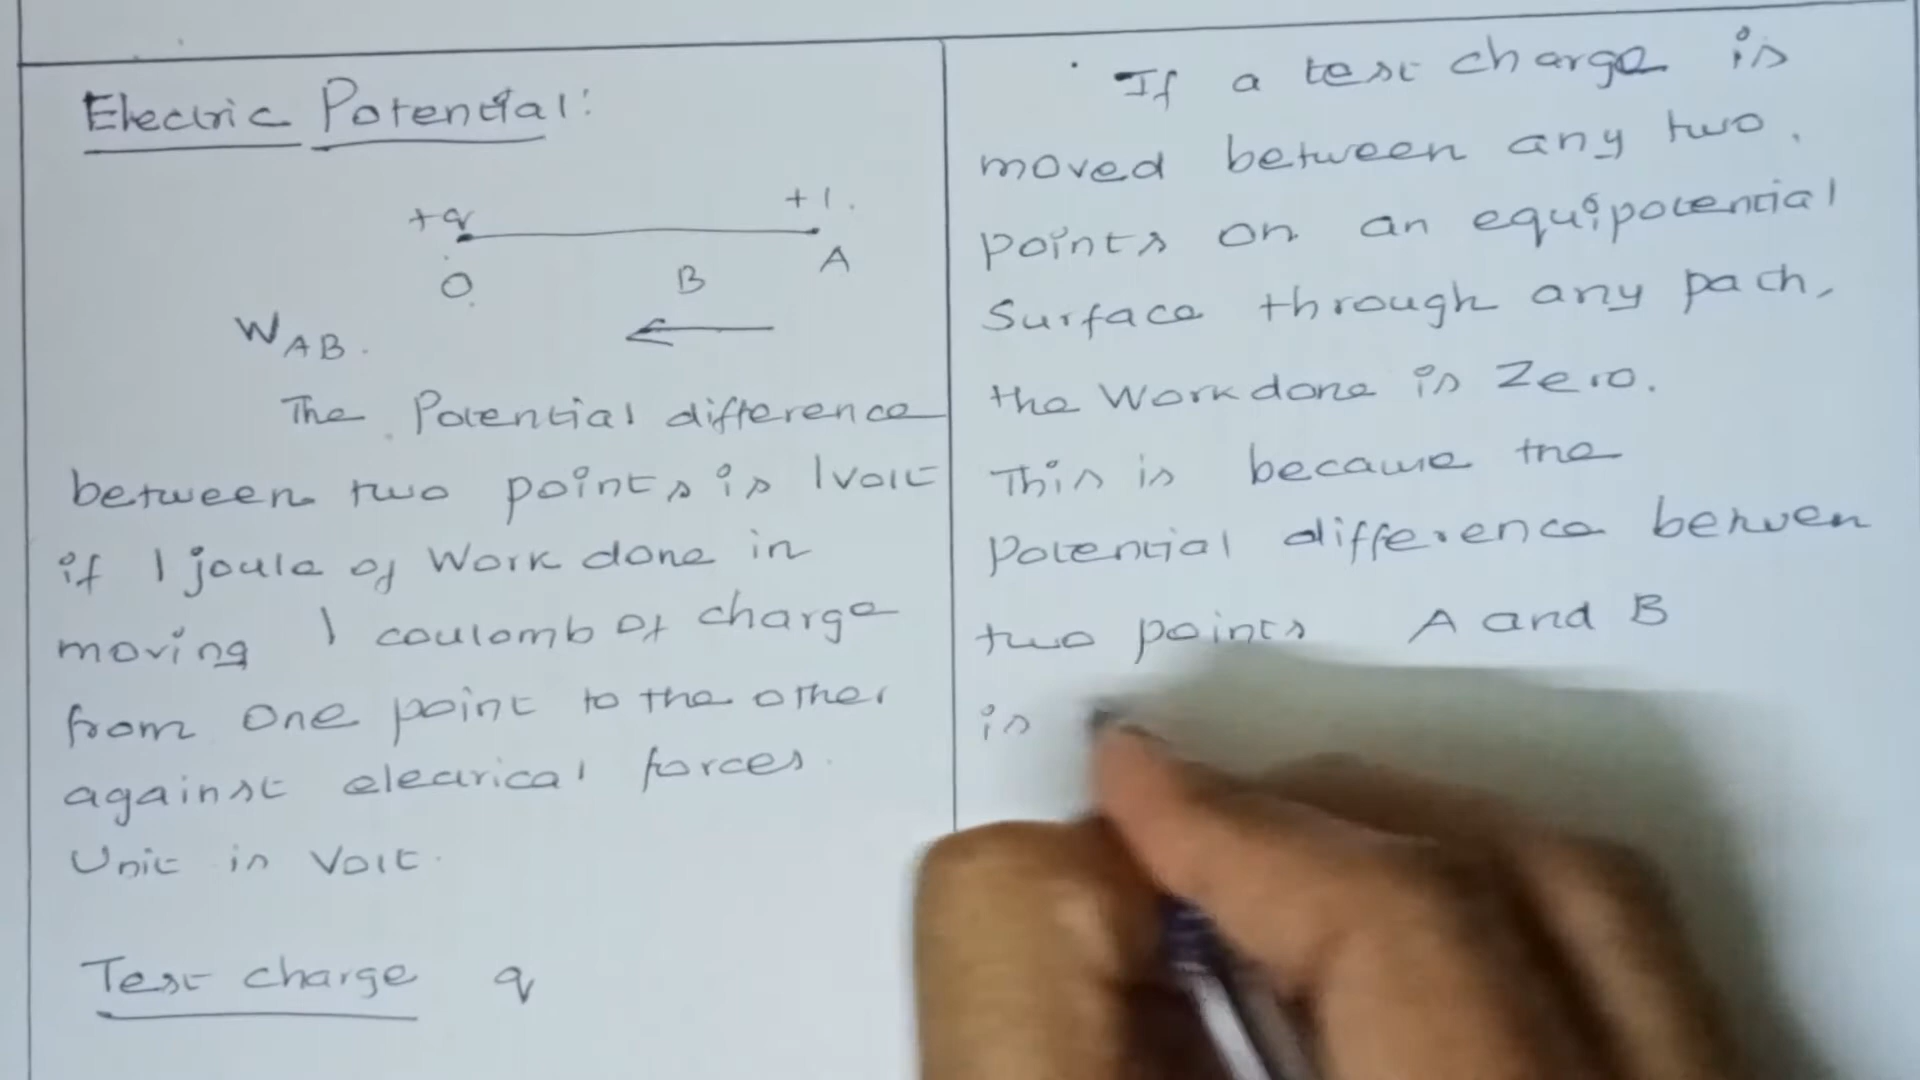 Electric Potential:
+q +1.
O B A
WAB.
The Potential difference
between two points is 1volt
if 1 joule of Work done in
moving 1 coulomb of charge
from one point to the other
against electrical forces.
Unit is Volt.
Test charge q
If a test charge is
moved between any two
points on an equipotential
Surface through any path,
the Work done is Zero.
This is because the
Potential difference betwen
two points A and B
is